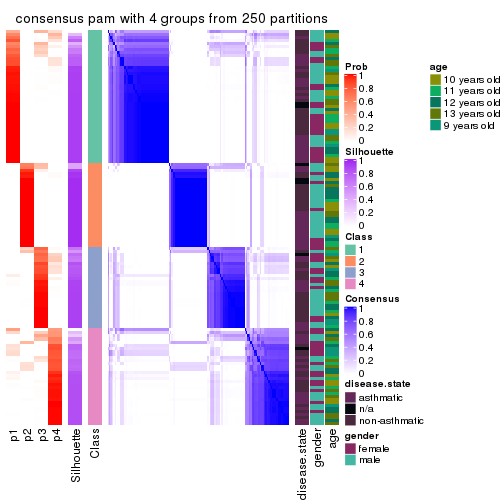 consensus pam with 4 groups from 250 partitions
Prob
1
0.8
0.6
0.4
0.2
0
Silhouette
1
0.8
0.6
0.4
0.2
0
Class
1
2
3
4
Consensus
1
0.8
0.6
0.4
0.2
0
disease.state
asthmatic
n/a
non-asthmatic
gender
female
male
age
10 years old
11 years old
12 years old
13 years old
9 years old
p1
p2
p3
p4
Silhouette
Class
disease.state
gender
age